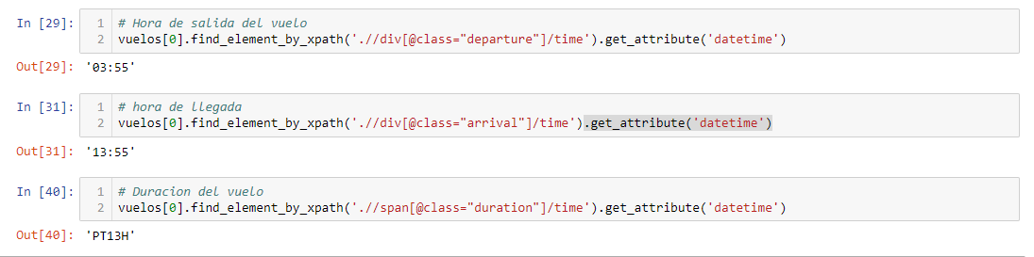 In [29]: 1 # Hora de salida del vuelo
2 vuelos[0].find_element_by_xpath('.//div[@class="departure"]/time').get_attribute('datetime')
Out[29]: '03:55'
In [31]: 1 # hora de llegada
2 vuelos[0].find_element_by_xpath('.//div[@class="arrival"]/time').get_attribute('datetime')
Out[31]: '13:55'
In [40]: 1 # Duracion del vuelo
2 vuelos[0].find_element_by_xpath('.//span[@class="duration"]/time').get_attribute('datetime')
Out[40]: 'PT13H'